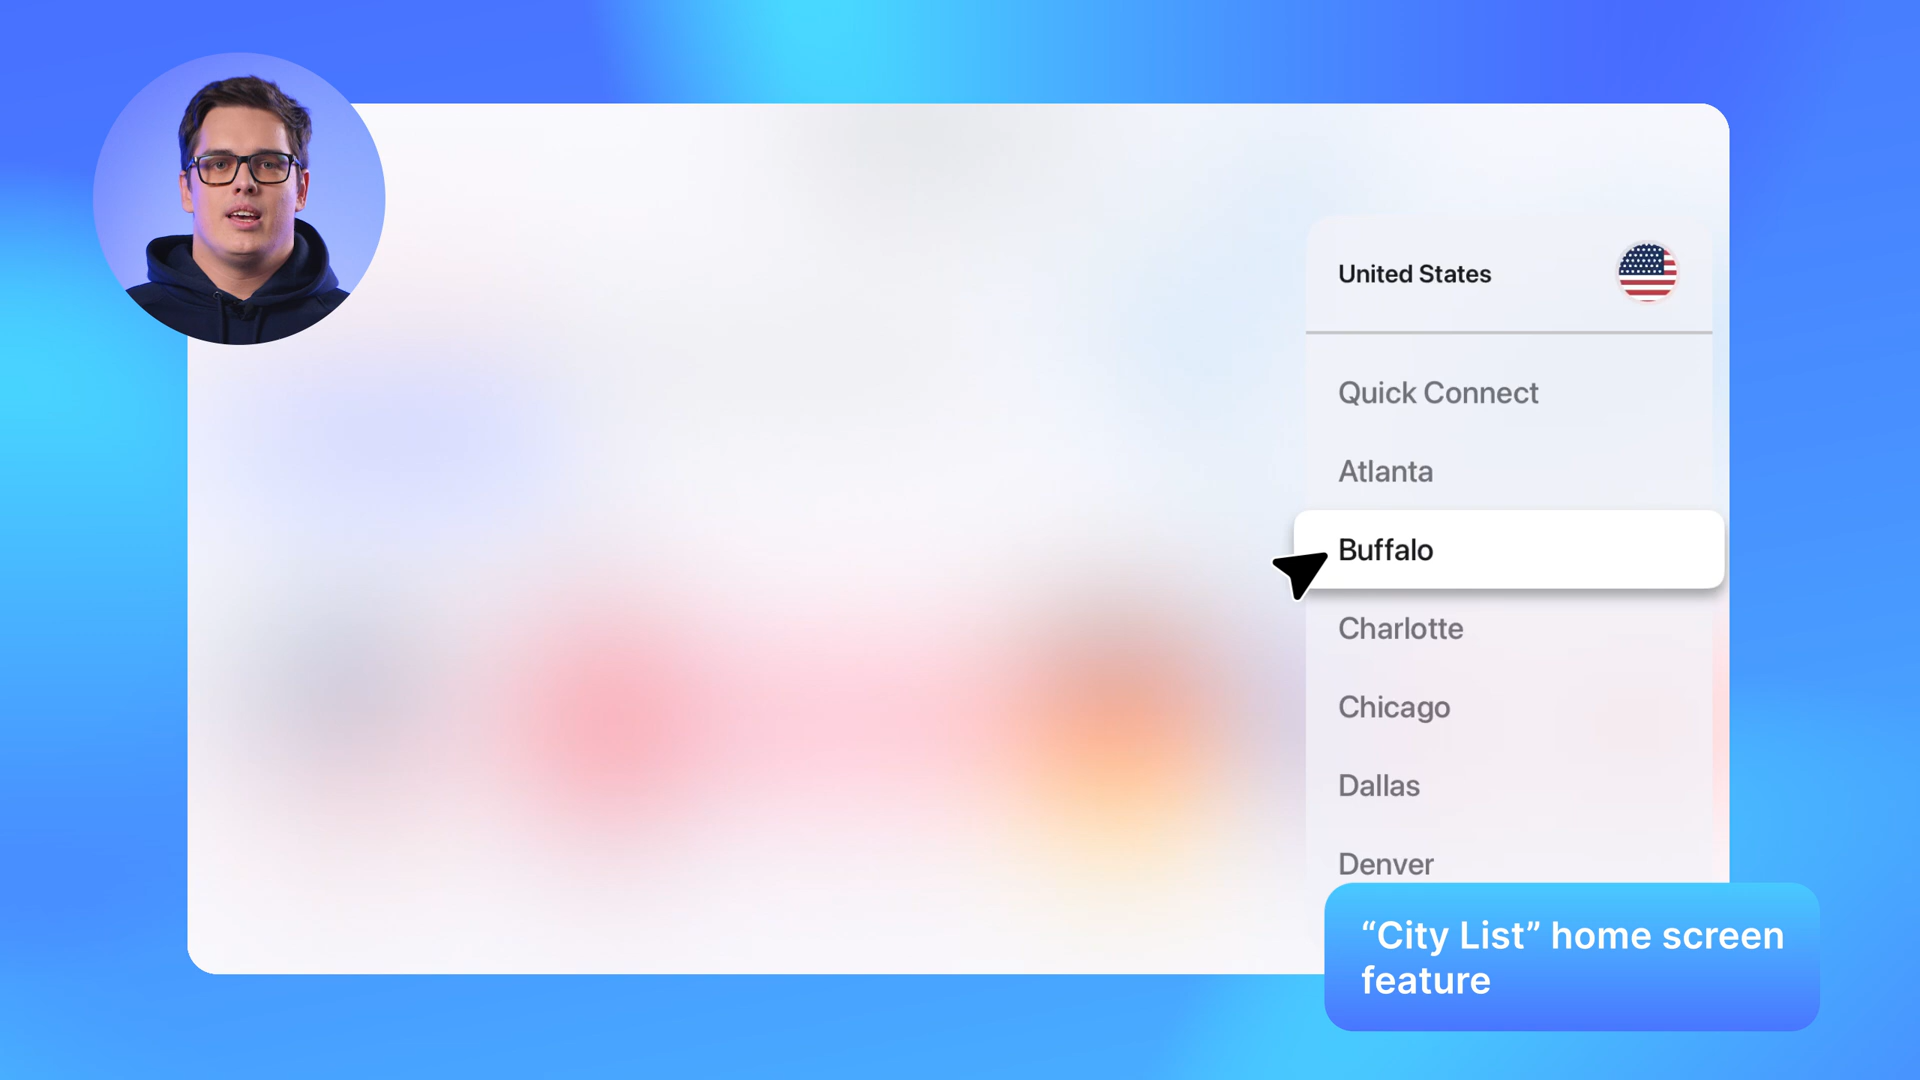 United States
Quick Connect
Atlanta
Buffalo
Charlotte
Chicago
Dallas
Denver
“City List” home screen
feature